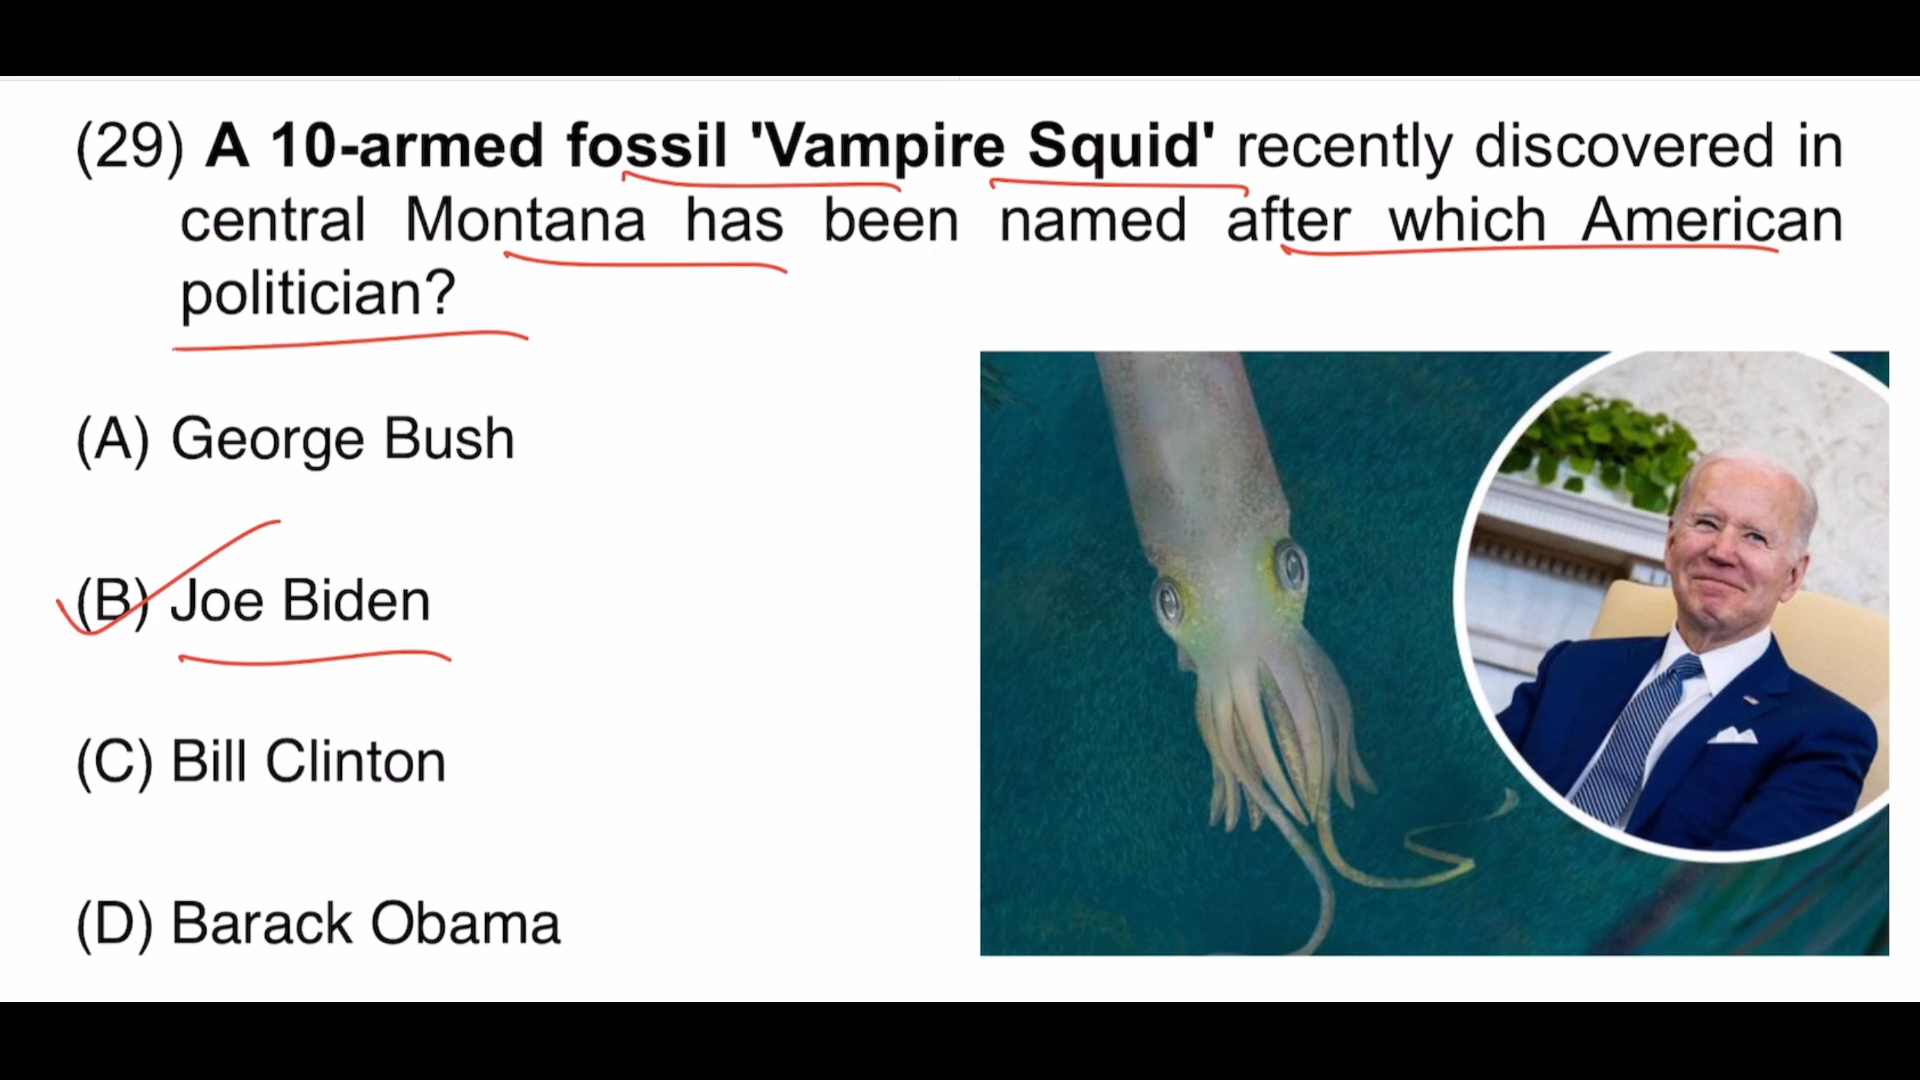 (29) A 10-armed fossil 'Vampire Squid' recently discovered in
central Montana has been named after which American
politician?
(A) George Bush
(B) Joe Biden
(C) Bill Clinton
(D) Barack Obama